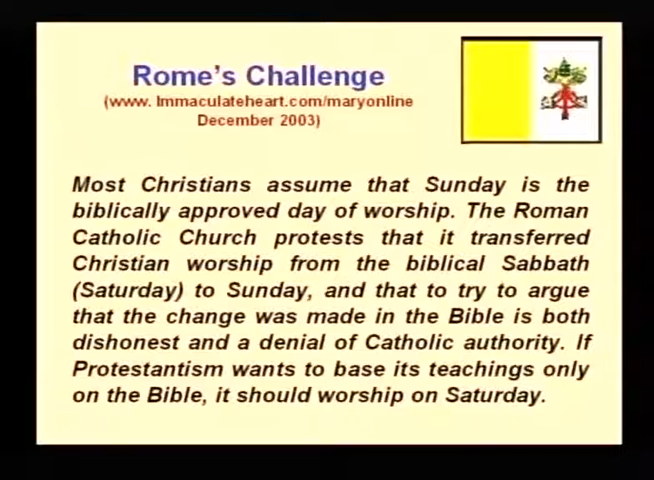 Rome's Challenge
(www. Immaculateheart.com/maryonline
December 2003)
Most Christians assume that Sunday is the
biblically approved day of worship. The Roman
Catholic Church protests that it transferred
Christian worship from the biblical Sabbath
(Saturday) to Sunday, and that to try to argue
that the change was made in the Bible is both
dishonest and a denial of Catholic authority. If
Protestantism wants to base its teachings only
on the Bible, it should worship on Saturday.